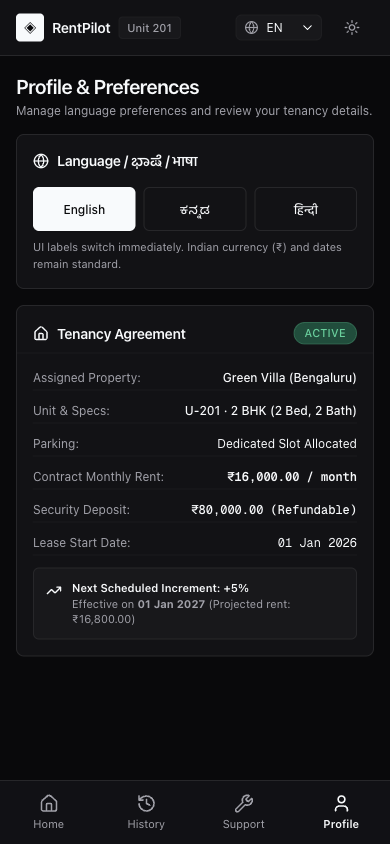 RentPilot Unit 201 EN
Profile & Preferences
Manage language preferences and review your tenancy details.
Language / ಭಾಷೆ / भाषा
English ಕನ್ನಡ हिन्दी
UI labels switch immediately. Indian currency (₹) and dates
remain standard.
Tenancy Agreement ACTIVE
Assigned Property: Green Villa (Bengaluru)
Unit & Specs: U-201 · 2 BHK (2 Bed, 2 Bath)
Parking: Dedicated Slot Allocated
Contract Monthly Rent: ₹16,000.00 / month
Security Deposit: ₹80,000.00 (Refundable)
Lease Start Date: 01 Jan 2026
Next Scheduled Increment: +5%
Effective on 01 Jan 2027 (Projected rent:
₹16,800.00)
Home History Support Profile